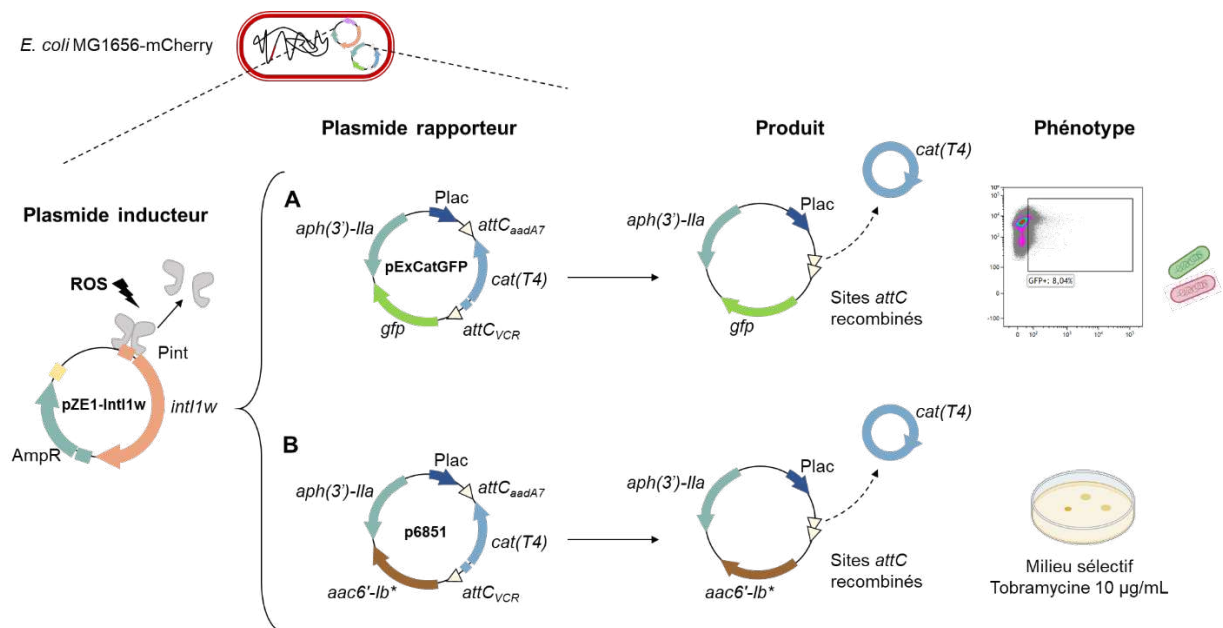 E. coli MG1656-mCherry
Plasmide rapporteur
Produit
Phénotype
Plasmide inducteur
ROS
Pint
pZE1-IntI1w
intI1w
AmpR
A
Plac
aph(3')-IIa
attCaadA7
pExCatGFP
cat(T4)
gfp
attCVCR
cat(T4)
Plac
aph(3')-IIa
gfp
Sites attC
recombinés
GFP+: 8,04%
B
Plac
aph(3')-IIa
attCaadA7
p6851
cat(T4)
aac6'-Ib*
attCVCR
cat(T4)
Plac
aph(3')-IIa
aac6'-Ib*
Sites attC
recombinés
Milieu sélectif
Tobramycine 10 µg/mL